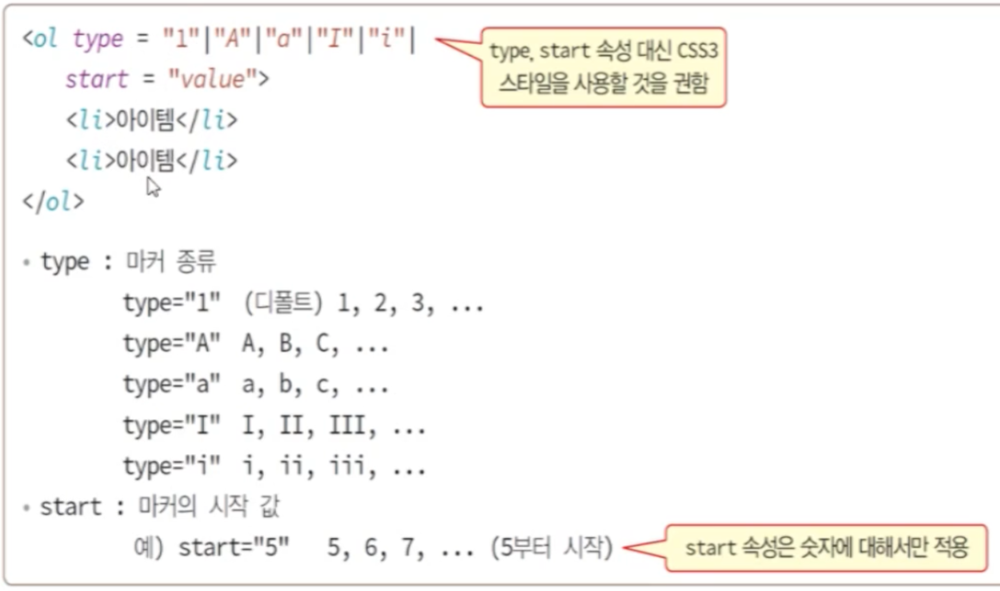 <ol type = "1"|"A"|"a"|"I"|"i"|
type, start 속성 대신 CSS3
스타일을 사용할 것을 권함
start = "value">
<li>아이템</li>
<li>아이템</li>
</ol>
• type : 마커 종류
type="1" (디폴트) 1, 2, 3, ...
type="A" A, B, C, ...
type="a" a, b, c, ...
type="I" I, II, III, ...
type="i" i, ii, iii, ...
• start : 마커의 시작 값
예) start="5" 5, 6, 7, ... (5부터 시작)
start 속성은 숫자에 대해서만 적용